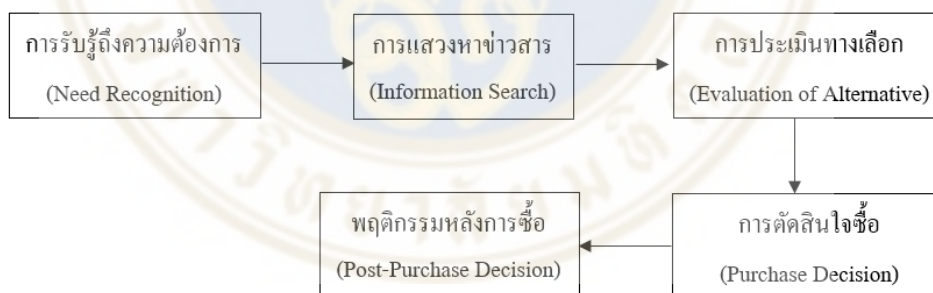 การรับรู้ถึงความต้องการ
(Need Recognition)
การแสวงหาข่าวสาร
(Information Search)
การประเมินทางเลือก
(Evaluation of Alternative)
การตัดสินใจซื้อ
(Purchase Decision)
พฤติกรรมหลังการซื้อ
(Post-Purchase Decision)